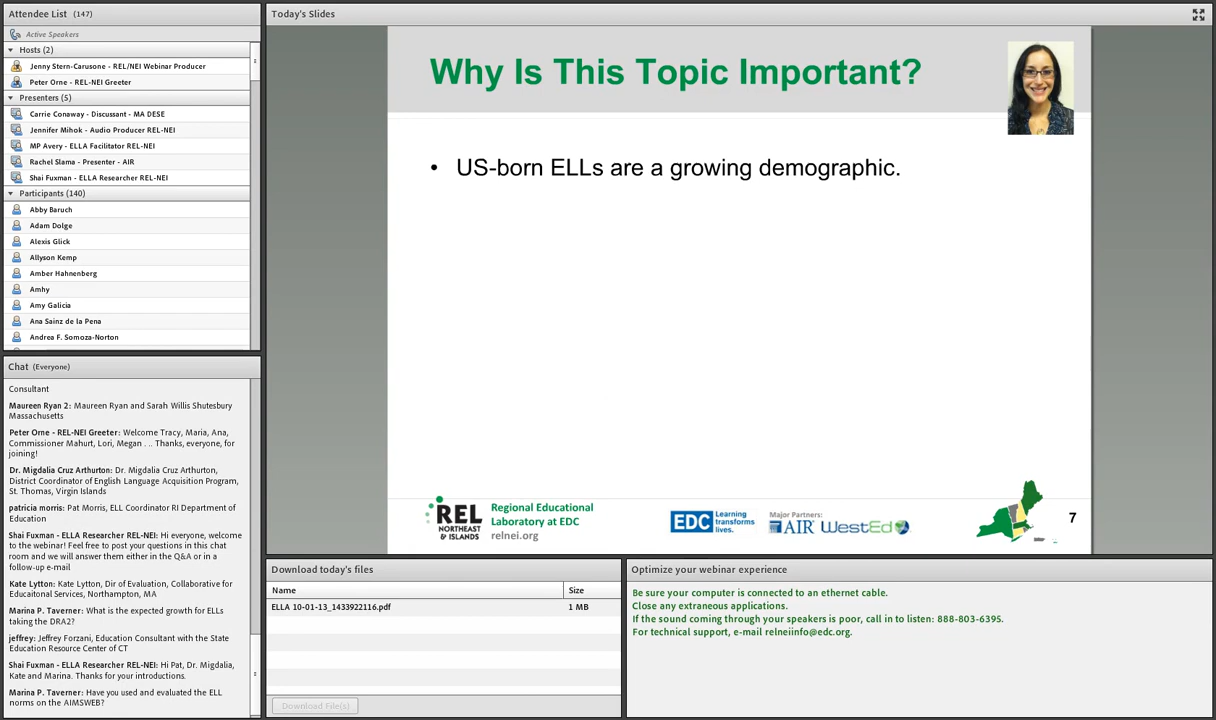 Attendee List (147)
Active Speakers
Hosts (2)
Jenny Stern-Carusone - REL/NEI Webinar Producer
Peter Orne - REL-NEI Greeter
Presenters (5)
Carrie Conaway - Discussant - MA DESE
Jennifer Mihok - Audio Producer REL-NEI
MP Avery - ELLA Facilitator REL-NEI
Rachel Slama - Presenter - AIR
Shai Fuxman - ELLA Researcher REL-NEI
Participants (140)
Abby Baruch
Adam Dolge
Alexis Glick
Allyson Kemp
Amber Hahnenberg
Amhy
Amy Galicia
Ana Sainz de la Pena
Andrea F. Somoza-Norton
Chat (Everyone)
Consultant
Maureen Ryan 2: Maureen Ryan and Sarah Willis Shutesbury
Massachusetts
Peter Orne - REL-NEI Greeter: Welcome Tracy, Maria, Ana,
Commissioner Mahurt, Lori, Megan . .. Thanks, everyone, for
joining!
Dr. Migdalia Cruz Arthurton: Dr. Migdalia Cruz Arthurton,
District Coordinator of English Language Acquisition Program,
St. Thomas, Virgin Islands
patricia morris: Pat Morris, ELL Coordinator RI Department of
Education
Shai Fuxman - ELLA Researcher REL-NEI: Hi everyone, welcome
to the webinar! Feel free to post your questions in this chat
room and we will answer them either in the Q&A or in a
follow-up e-mail
Kate Lytton: Kate Lytton, Dir of Evaluation, Collaborative for
Educaitonal Services, Northampton, MA
Marina P. Taverner: What is the expected growth for ELLs
taking the DRA2?
jeffrey: Jeffrey Forzani, Education Consultant with the State
Education Resource Center of CT
Shai Fuxman - ELLA Researcher REL-NEI: Hi Pat, Dr. Migdalia,
Kate and Marina. Thanks for your introductions.
Marina P. Taverner: Have you used and evaluated the ELL
norms on the AIMSWEB?
Today's Slides
Why Is This Topic Important?
• US-born ELLs are a growing demographic.
REL
NORTHEAST
& ISLANDS
Regional Educational
Laboratory at EDC
relnei.org
EDC Learning
transforms
lives.
Major Partners:
AIR WestEd
7
Download today's files
Name Size
ELLA 10-01-13_1433922116.pdf 1 MB
Download File(s)
Optimize your webinar experience
Be sure your computer is connected to an ethernet cable.
Close any extraneous applications.
If the sound coming through your speakers is poor, call in to listen: 888-803-6395.
For technical support, e-mail relneiinfo@edc.org.